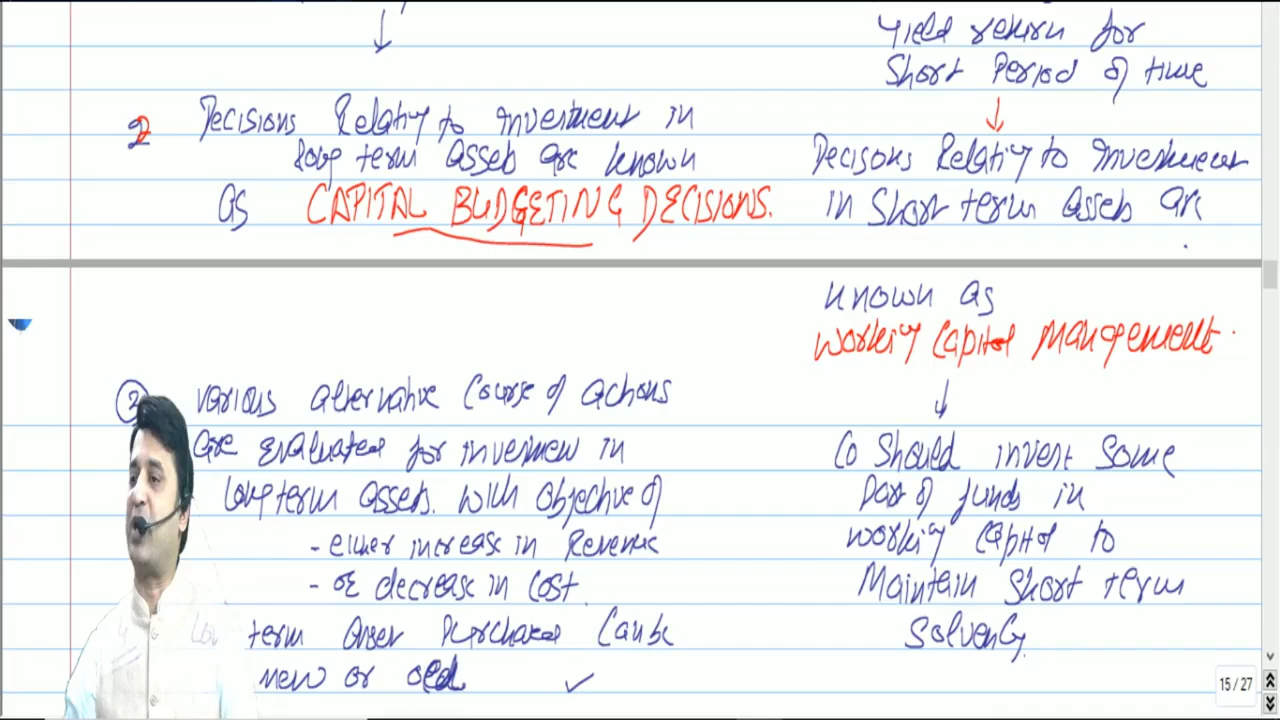 Yield return for
Short Period of time
2
Decisions Relating to Investment in
long term assets are known
as CAPITAL BUDGETING DECISIONS.
Decisions Relating to Investment
in Short term Assets are
known as
Working Capital Management.
2
Various alternative Course of actions
are evaluated for investment in
long term assets. With objective of
- either increase in Revenue
- or decrease in Cost.
term asset Purchased Can be
new or old
Co Should invest Some
Part of funds in
working Capital to
Maintain Short term
Solvency.
15 / 27